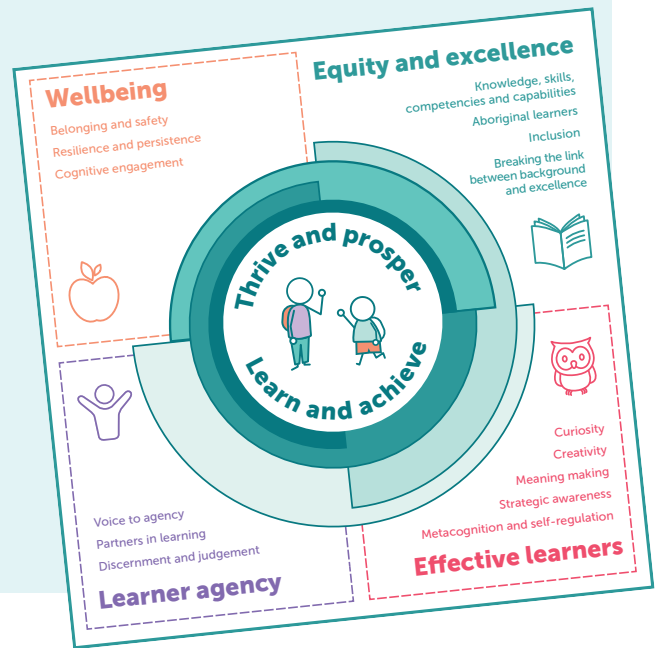 Wellbeing
Belonging and safety
Resilience and persistence
Cognitive engagement
Equity and excellence
Knowledge, skills,
competencies and capabilities
Aboriginal learners
Inclusion
Breaking the link
between background
and excellence
Thrive and prosper
Learn and achieve
Voice to agency
Partners in learning
Discernment and judgement
Learner agency
Curiosity
Creativity
Meaning making
Strategic awareness
Metacognition and self-regulation
Effective learners